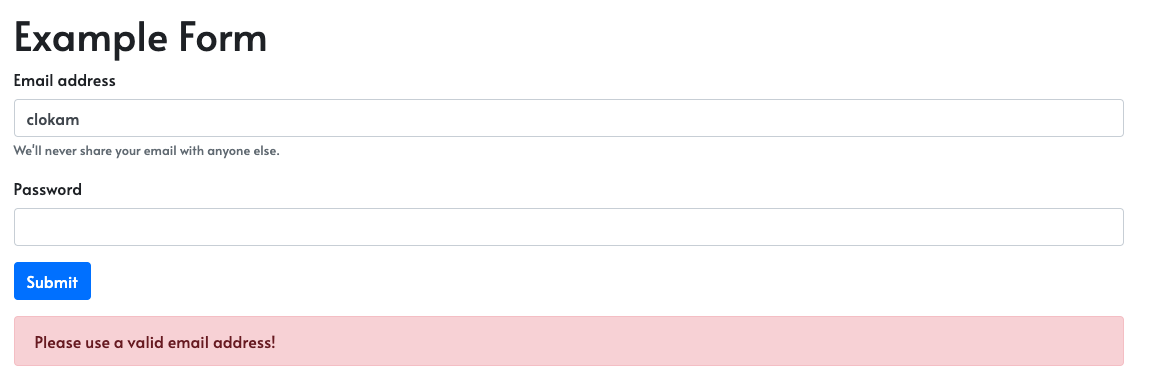 Example Form
Email address
clokam
We'll never share your email with anyone else.
Password
Submit
Please use a valid email address!